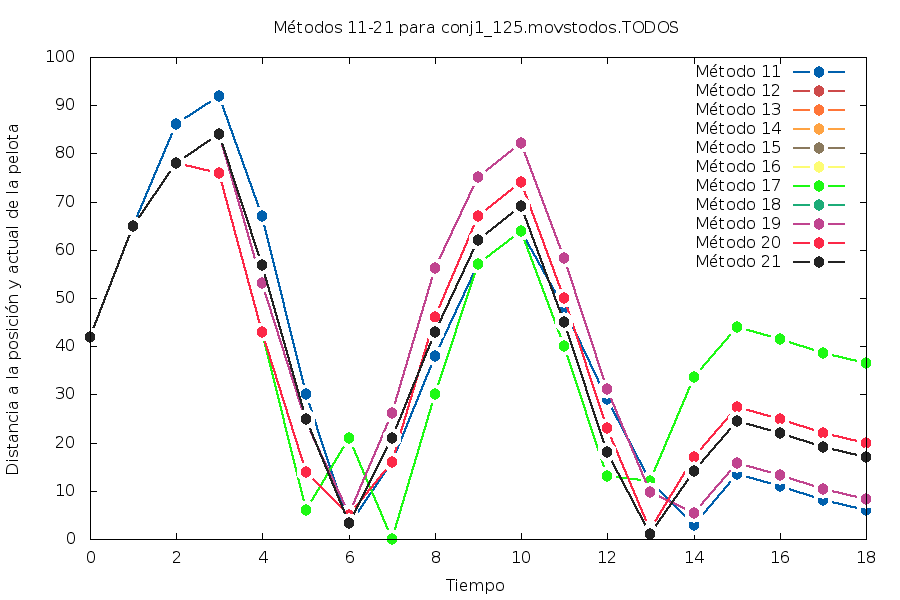 Métodos 11-21 para conj1_125.movstodos.TODOS
Distancia a la posición y actual de la pelota
100
90
80
70
60
50
40
30
20
10
0
Método 11
Método 12
Método 13
Método 14
Método 15
Método 16
Método 17
Método 18
Método 19
Método 20
Método 21
0 2 4 6 8 10 12 14 16 18
Tiempo